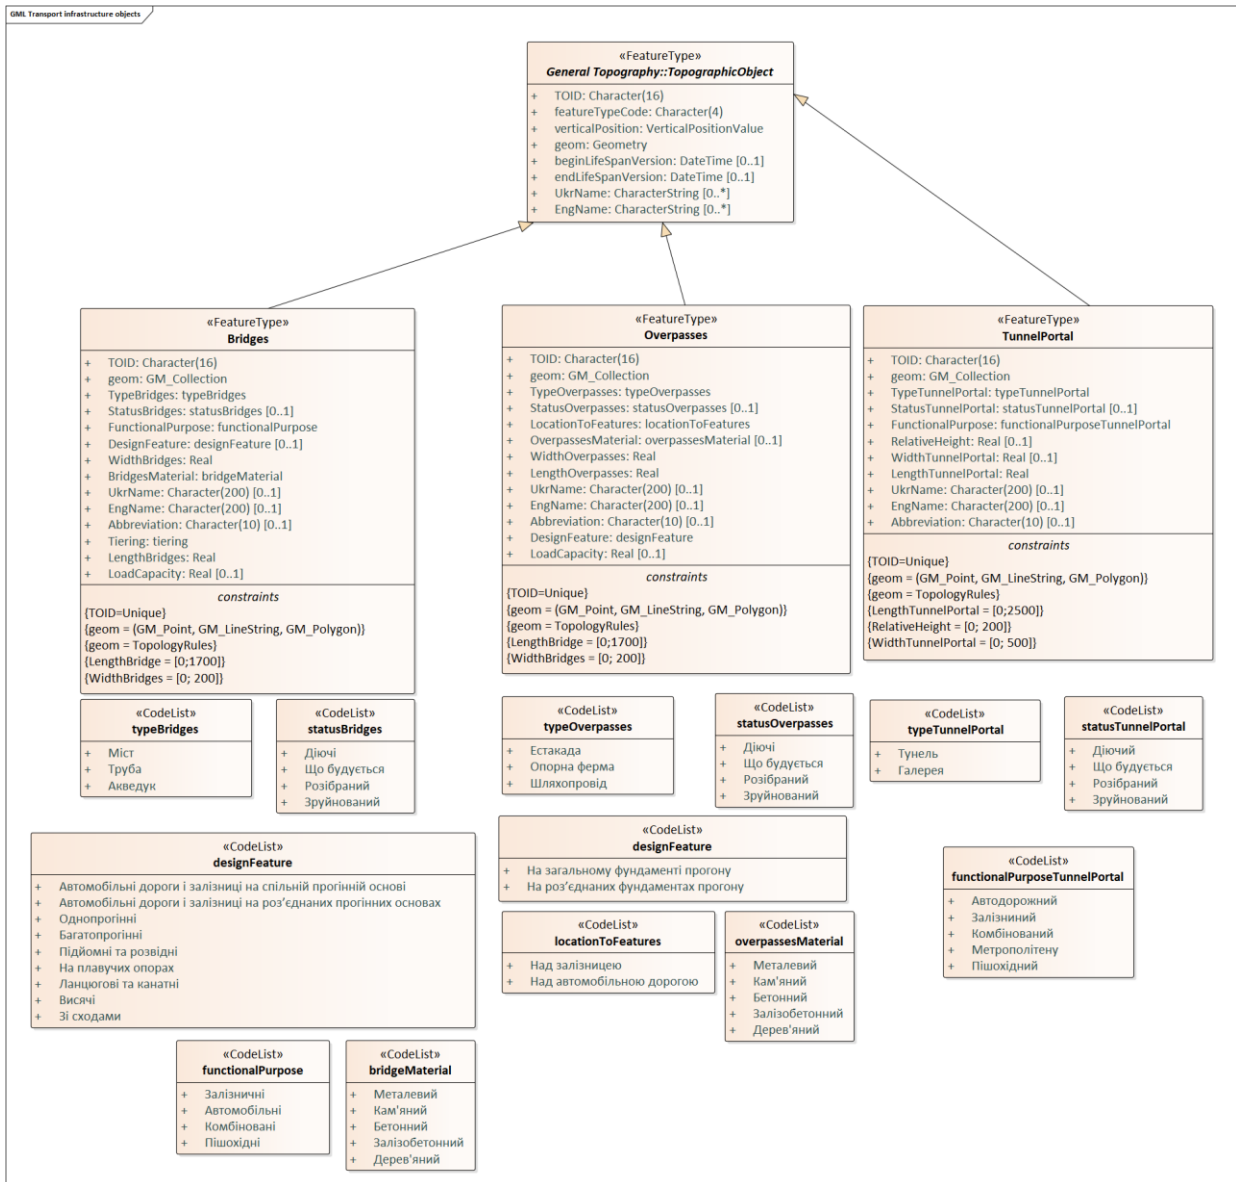 GML Transport infrastructure objects
«FeatureType»
General Topography::TopographicObject
+ TOID: Character(16)
+ featureTypeCode: Character(4)
+ verticalPosition: VerticalPositionValue
+ geom: Geometry
+ beginLifeSpanVersion: DateTime [0..1]
+ endLifeSpanVersion: DateTime [0..1]
+ UkrName: CharacterString [0..*]
+ EngName: CharacterString [0..*]
«FeatureType»
Bridges
+ TOID: Character(16)
+ geom: GM_Collection
+ TypeBridges: typeBridges
+ StatusBridges: statusBridges [0..1]
+ FunctionalPurpose: functionalPurpose
+ DesignFeature: designFeature [0..1]
+ WidthBridges: Real
+ BridgesMaterial: bridgeMaterial
+ UkrName: Character(200) [0..1]
+ EngName: Character(200) [0..1]
+ Abbreviation: Character(10) [0..1]
+ Tiering: tiering
+ LengthBridges: Real
+ LoadCapacity: Real [0..1]
constraints
{TOID=Unique}
{geom = (GM_Point, GM_LineString, GM_Polygon)}
{geom = TopologyRules}
{LengthBridge = [0;1700]}
{WidthBridges = [0; 200]}
«FeatureType»
Overpasses
+ TOID: Character(16)
+ geom: GM_Collection
+ TypeOverpasses: typeOverpasses
+ StatusOverpasses: statusOverpasses [0..1]
+ LocationToFeatures: locationToFeatures
+ OverpassesMaterial: overpassesMaterial [0..1]
+ WidthOverpasses: Real
+ LengthOverpasses: Real
+ UkrName: Character(200) [0..1]
+ EngName: Character(200) [0..1]
+ Abbreviation: Character(10) [0..1]
+ DesignFeature: designFeature
+ LoadCapacity: Real [0..1]
constraints
{TOID=Unique}
{geom = (GM_Point, GM_LineString, GM_Polygon)}
{geom = TopologyRules}
{LengthBridge = [0;1700]}
{WidthBridges = [0; 200]}
«FeatureType»
TunnelPortal
+ TOID: Character(16)
+ geom: GM_Collection
+ TypeTunnelPortal: typeTunnelPortal
+ StatusTunnelPortal: statusTunnelPortal [0..1]
+ FunctionalPurpose: functionalPurposeTunnelPortal
+ RelativeHeight: Real [0..1]
+ WidthTunnelPortal: Real [0..1]
+ LengthTunnelPortal: Real
+ UkrName: Character(200) [0..1]
+ EngName: Character(200) [0..1]
+ Abbreviation: Character(10) [0..1]
constraints
{TOID=Unique}
{geom = (GM_Point, GM_LineString, GM_Polygon)}
{geom = TopologyRules}
{LengthTunnelPortal = [0;2500]}
{RelativeHeight = [0; 200]}
{WidthTunnelPortal = [0; 500]}
«CodeList»
typeBridges
+ Міст
+ Труба
+ Акведук
«CodeList»
statusBridges
+ Діючі
+ Що будується
+ Розібраний
+ Зруйнований
«CodeList»
typeOverpasses
+ Естакада
+ Опорна ферма
+ Шляхопровід
«CodeList»
statusOverpasses
+ Діючі
+ Що будується
+ Розібраний
+ Зруйнований
«CodeList»
typeTunnelPortal
+ Тунель
+ Галерея
«CodeList»
statusTunnelPortal
+ Діючий
+ Що будується
+ Розібраний
+ Зруйнований
«CodeList»
designFeature
+ Автомобільні дороги і залізниці на спільній прогінній основі
+ Автомобільні дороги і залізниці на роз'єднаних прогінних основах
+ Однопрогінні
+ Багатопрогінні
+ Підйомні та розвідні
+ На плавучих опорах
+ Ланцюгові та канатні
+ Висячі
+ Зі сходами
«CodeList»
designFeature
+ На загальному фундаменті прогону
+ На роз'єднаних фундаментах прогону
«CodeList»
functionalPurposeTunnelPortal
+ Автодорожний
+ Залізниний
+ Комбінований
+ Метрополітену
+ Пішохідний
«CodeList»
locationToFeatures
+ Над залізницею
+ Над автомобільною дорогою
«CodeList»
overpassesMaterial
+ Металевий
+ Кам'яний
+ Бетонний
+ Залізобетонний
+ Дерев'яний
«CodeList»
functionalPurpose
+ Залізничні
+ Автомобільні
+ Комбіновані
+ Пішохідні
«CodeList»
bridgeMaterial
+ Металевий
+ Кам'яний
+ Бетонний
+ Залізобетонний
+ Дерев'яний